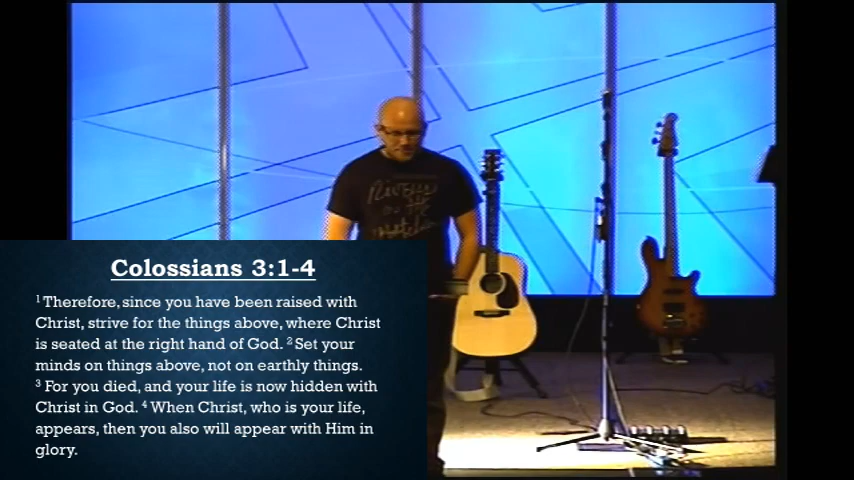 Colossians 3:1-4
1 Therefore, since you have been raised with
Christ, strive for the things above, where Christ
is seated at the right hand of God. 2 Set your
minds on things above, not on earthly things.
3 For you died, and your life is now hidden with
Christ in God. 4 When Christ, who is your life,
appears, then you also will appear with Him in
glory.